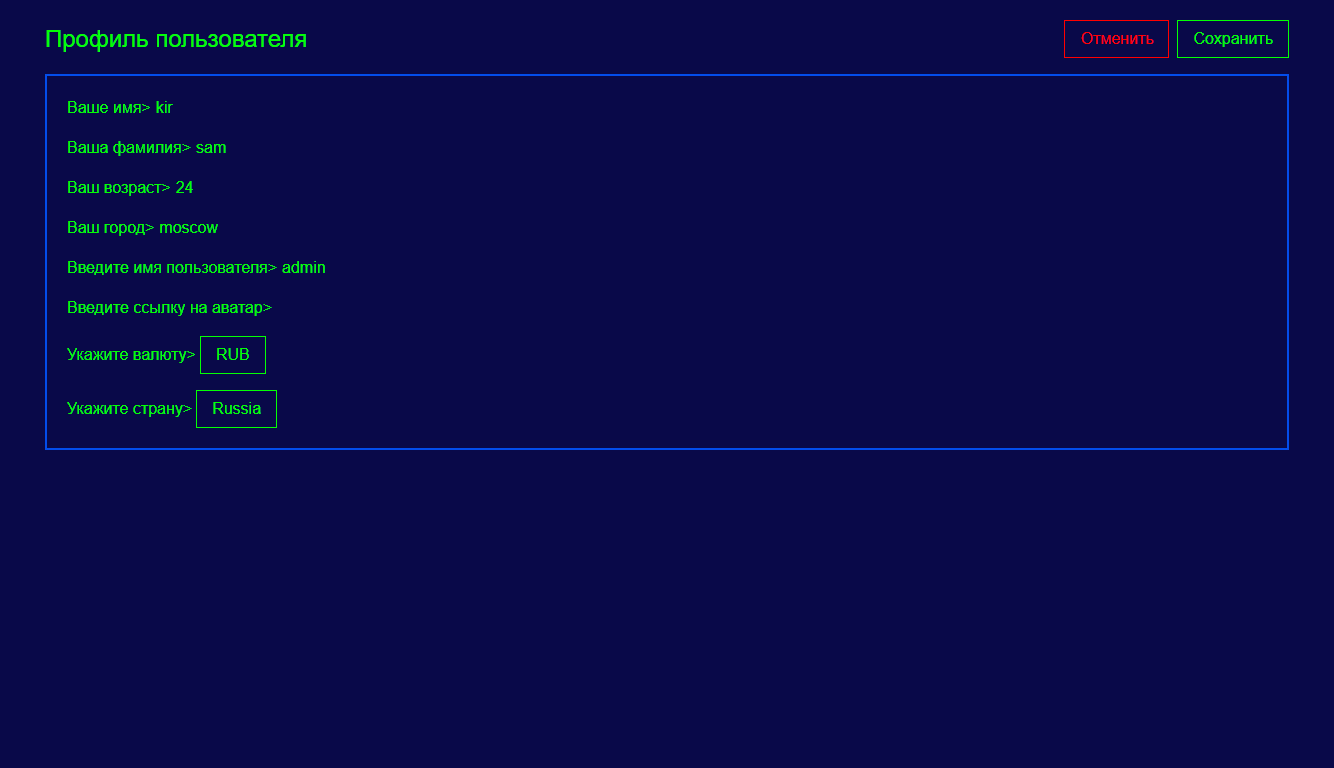 Профиль пользователя
Отменить
Сохранить
Ваше имя> kir
Ваша фамилия> sam
Ваш возраст> 24
Ваш город> moscow
Введите имя пользователя> admin
Введите ссылку на аватар>
Укажите валюту> RUB
Укажите страну> Russia